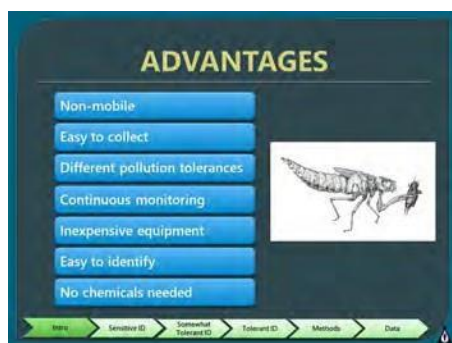 ADVANTAGES
Non-mobile
Easy to collect
Different pollution tolerances
Continuous monitoring
Inexpensive equipment
Easy to identify
No chemicals needed
Intro
Sensitive ID
Somewhat
Tolerant ID
Tolerant ID
Methods
Data